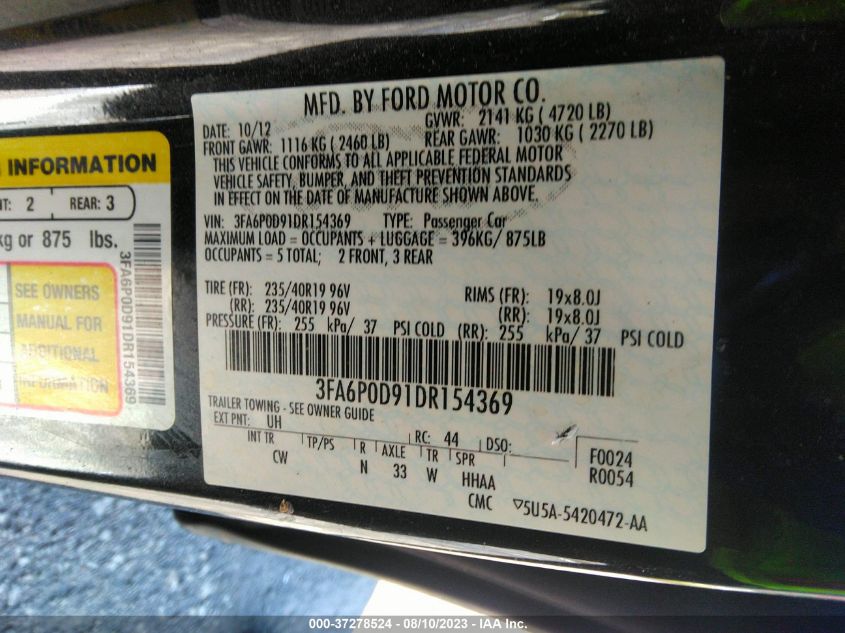 INFORMATION
2 REAR: 3
kg or 875 lbs.
SEE OWNERS
MANUAL FOR
ADDITIONAL
INFORMATION
3FA6P0D91DR154369
MFD. BY FORD MOTOR CO.
DATE: 10/12 GVWR: 2141 KG ( 4720 LB)
FRONT GAWR: 1116 KG ( 2460 LB) REAR GAWR: 1030 KG ( 2270 LB)
THIS VEHICLE CONFORMS TO ALL APPLICABLE FEDERAL MOTOR
VEHICLE SAFETY, BUMPER, AND THEFT PREVENTION STANDARDS
IN EFFECT ON THE DATE OF MANUFACTURE SHOWN ABOVE.
VIN: 3FA6P0D91DR154369 TYPE: Passenger Car
MAXIMUM LOAD = OCCUPANTS + LUGGAGE = 396KG/ 875LB
OCCUPANTS = 5 TOTAL; 2 FRONT, 3 REAR
TIRE (FR): 235/40R19 96V RIMS (FR): 19x8.0J
(RR): 235/40R19 96V (RR): 19x8.0J
PRESSURE (FR): 255 kPa/ 37 PSI COLD (RR): 255 kPa/ 37 PSI COLD
3FA6P0D91DR154369
TRAILER TOWING - SEE OWNER GUIDE
EXT PNT: UH RC: 44 DSO: F0024
INT TR TP/PS R AXLE TR SPR R0054
CW N 33 W HHAA
CMC ▽5U5A-5420472-AA
000-37278524 - 08/10/2023 - IAA Inc.